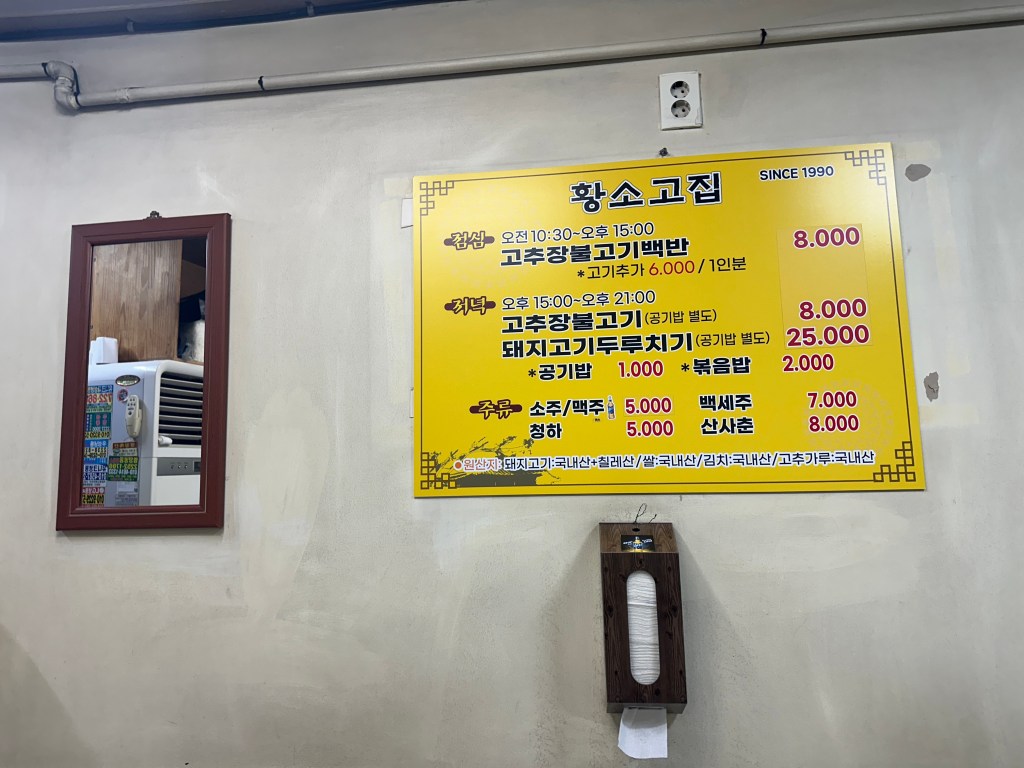 황소고집
SINCE 1990
점심 오전 10:30~오후 15:00
고추장불고기백반 8.000
*고기추가 6.000 / 1인분
저녁 오후 15:00~오후 21:00
고추장불고기(공기밥 별도) 8.000
돼지고기두루치기(공기밥 별도) 25.000
*공기밥 1.000 *볶음밥 2.000
주류 소주/맥주 5.000 백세주 7.000
청하 5.000 산사춘 8.000
원산지: 돼지고기:국내산+칠레산/쌀:국내산/김치:국내산/고추가루:국내산